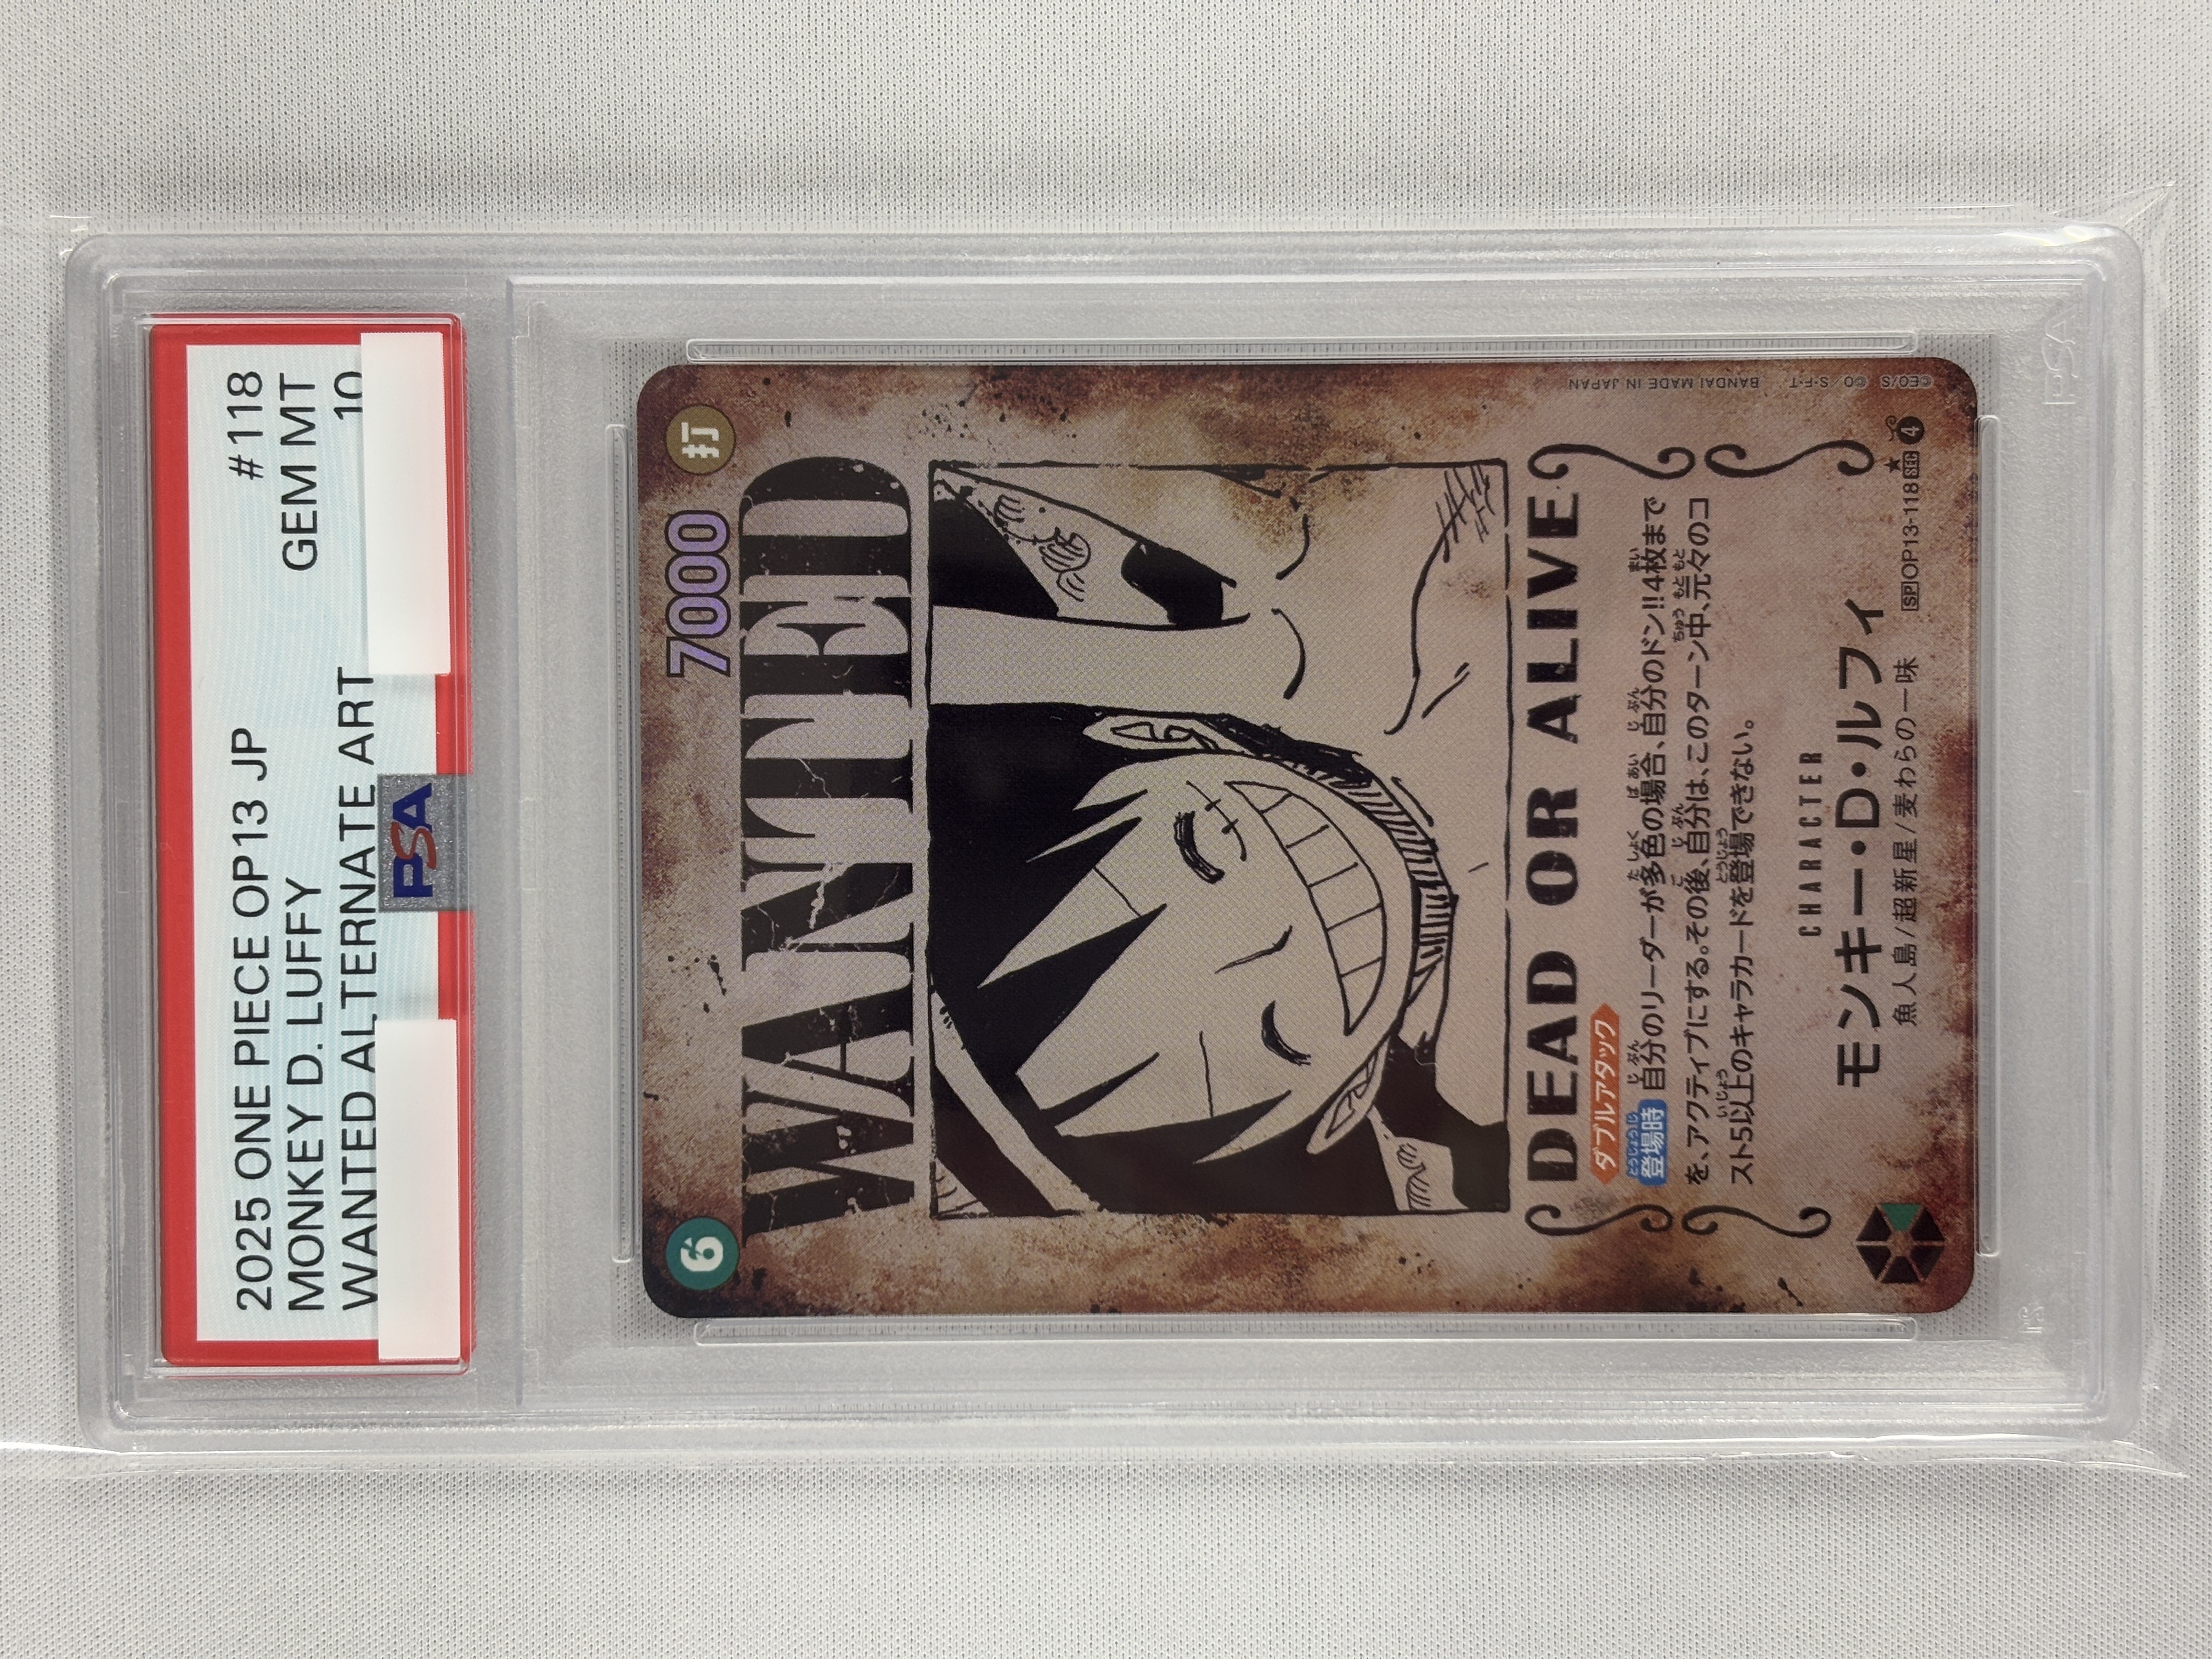 2025 ONE PIECE OP13 JP #118
MONKEY D. LUFFY GEM MT
WANTED ALTERNATE ART 10
PSA
6
7000
打
WANTED
DEAD OR ALIVE
ダブルアタック
登場時 自分のリーダーが多色の場合、自分のドン!!4枚まで
を、アクティブにする。その後、自分は、このターン中、元々のコ
スト5以上のキャラカードを登場できない。
CHARACTER
モンキー・D・ルフィ
魚人島/超新星/麦わらの一味
SP OP13-118 SEC 4
©EO/S ©O/S・F・T BANDAI MADE IN JAPAN
PSA